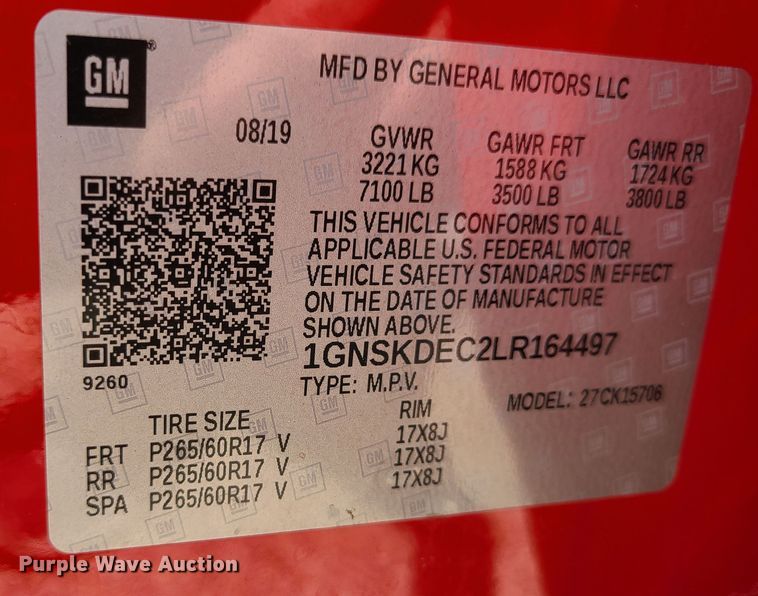 GM
MFD BY GENERAL MOTORS LLC
08/19
GVWR GAWR FRT GAWR RR
3221 KG 1588 KG 1724 KG
7100 LB 3500 LB 3800 LB
THIS VEHICLE CONFORMS TO ALL
APPLICABLE U.S. FEDERAL MOTOR
VEHICLE SAFETY STANDARDS IN EFFECT
ON THE DATE OF MANUFACTURE
SHOWN ABOVE.
1GNSKDEC2LR164497
9260
TYPE: M.P.V. MODEL: 27CK15706
TIRE SIZE RIM
FRT P265/60R17 V 17X8J
RR P265/60R17 V 17X8J
SPA P265/60R17 V 17X8J
Purple Wave Auction